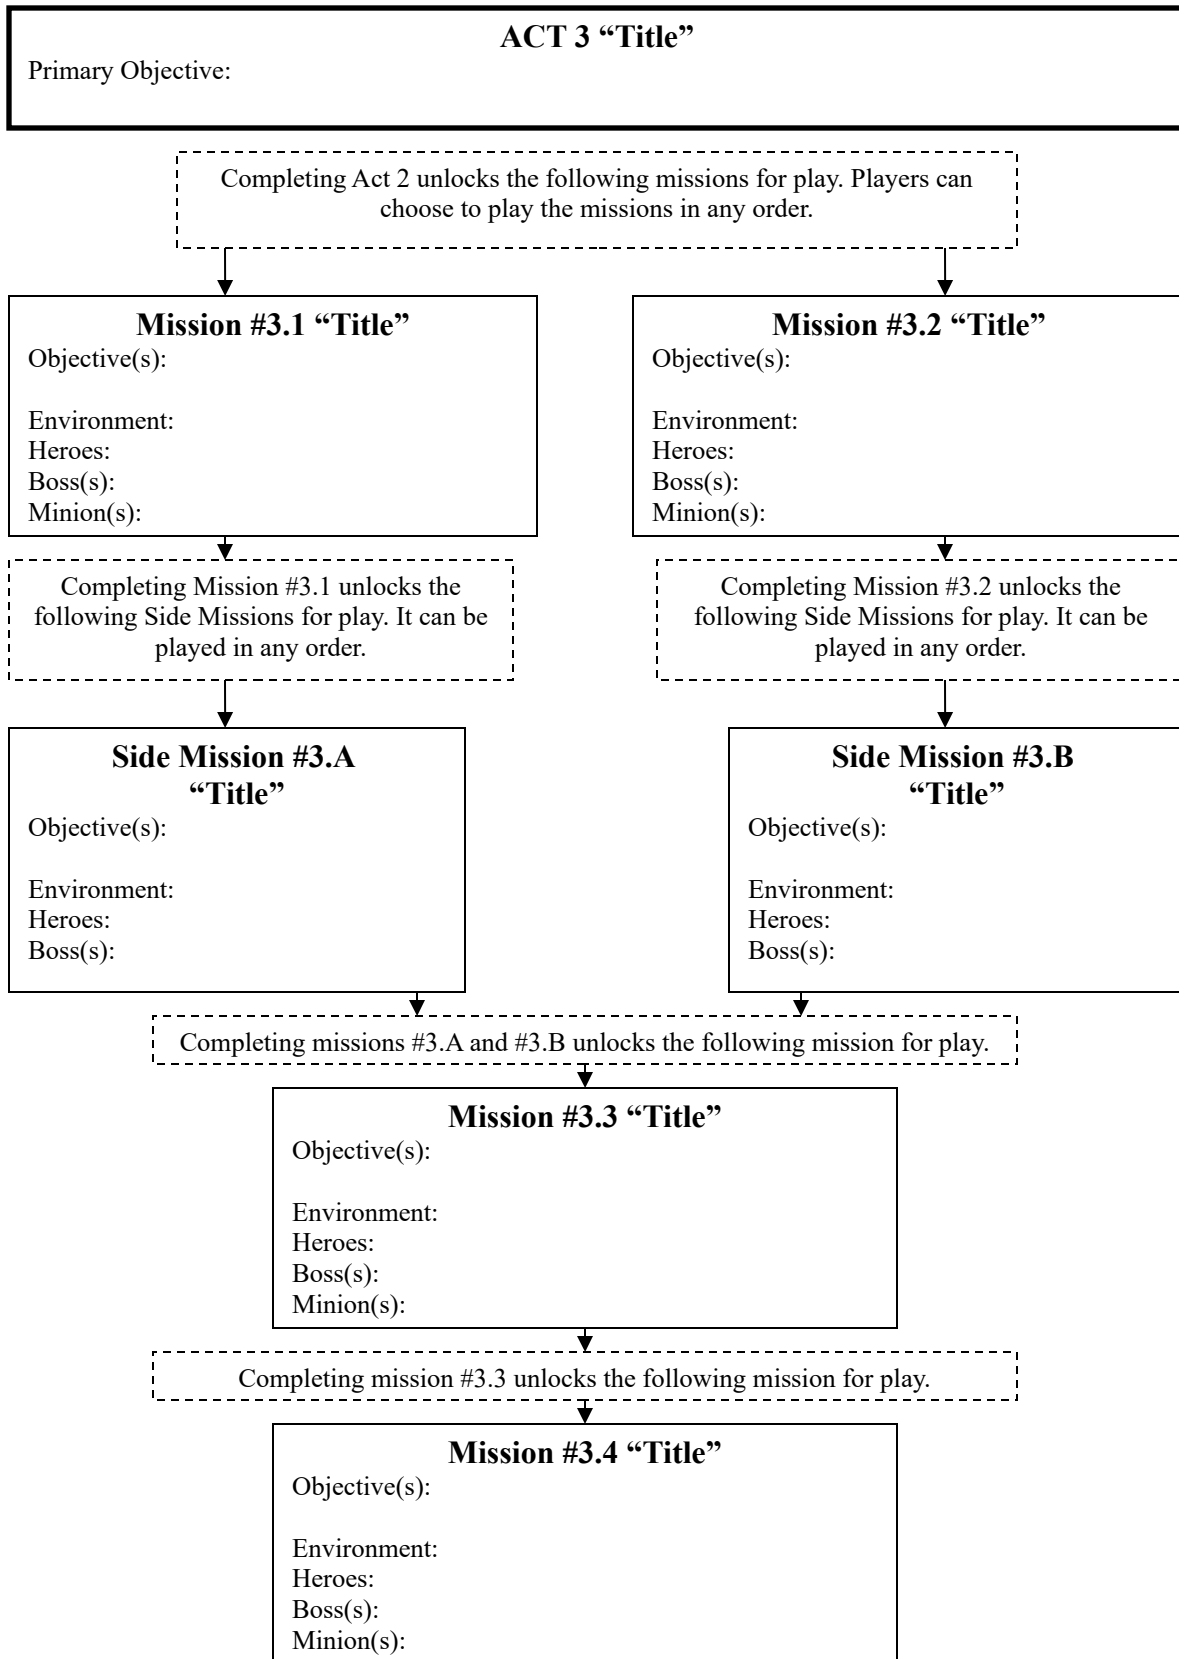 ACT 3 “Title”
Primary Objective:
Completing Act 2 unlocks the following missions for play. Players can
choose to play the missions in any order.
Mission #3.1 “Title”
Objective(s):
Environment:
Heroes:
Boss(s):
Minion(s):
Mission #3.2 “Title”
Objective(s):
Environment:
Heroes:
Boss(s):
Minion(s):
Completing Mission #3.1 unlocks the
following Side Missions for play. It can be
played in any order.
Completing Mission #3.2 unlocks the
following Side Missions for play. It can be
played in any order.
Side Mission #3.A
“Title”
Objective(s):
Environment:
Heroes:
Boss(s):
Side Mission #3.B
“Title”
Objective(s):
Environment:
Heroes:
Boss(s):
Completing missions #3.A and #3.B unlocks the following mission for play.
Mission #3.3 “Title”
Objective(s):
Environment:
Heroes:
Boss(s):
Minion(s):
Completing mission #3.3 unlocks the following mission for play.
Mission #3.4 “Title”
Objective(s):
Environment:
Heroes:
Boss(s):
Minion(s):